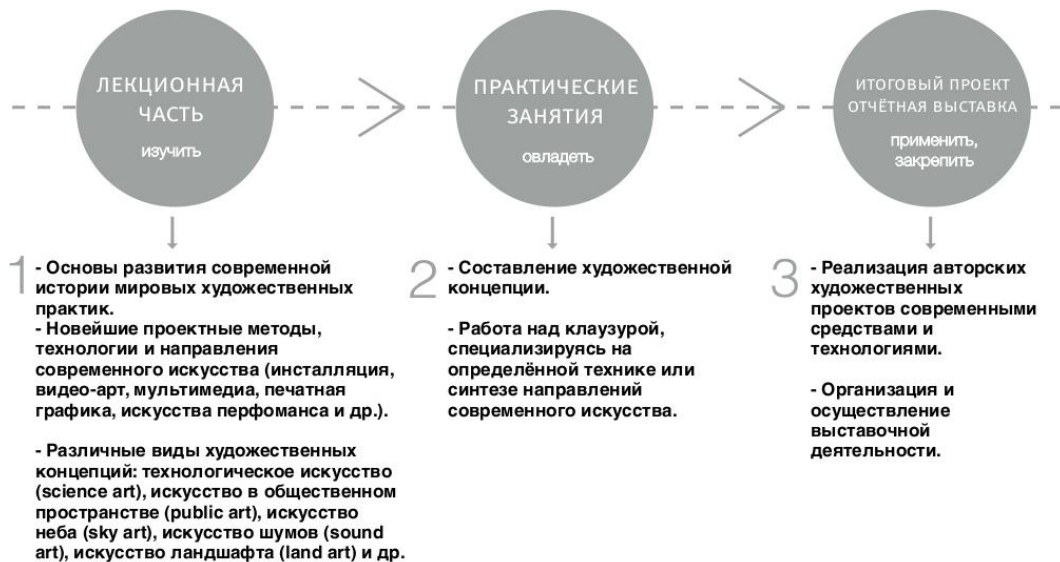 ЛЕКЦИОННАЯ
ЧАСТЬ
изучить
ПРАКТИЧЕСКИЕ
ЗАНЯТИЯ
овладеть
ИТОГОВЫЙ ПРОЕКТ
ОТЧЁТНАЯ ВЫСТАВКА
применить,
закрепить
1
- Основы развития современной
истории мировых художественных
практик.
- Новейшие проектные методы,
технологии и направления
современного искусства (инсталляция,
видео-арт, мультимедиа, печатная
графика, искусства перфоманса и др.).
- Различные виды художественных
концепций: технологическое искусство
(science art), искусство в общественном
пространстве (public art), искусство
неба (sky art), искусство шумов (sound
art), искусство ландшафта (land art) и др.
2
- Составление художественной
концепции.
- Работа над клаузурой,
специализируясь на
определённой технике или
синтезе направлений
современного искусства.
3
- Реализация авторских
художественных
проектов современными
средствами и
технологиями.
- Организация и
осуществление
выставочной
деятельности.